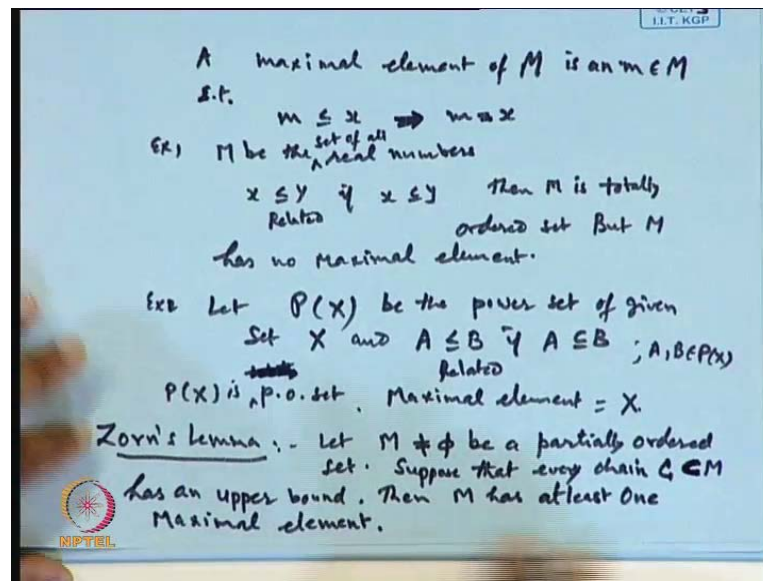 I.I.T. KGP
A maximal element of M is an m ∈ M
s.t.
m ≤ x ⇒ m = x
Ex1 M be the set of all real numbers
x ≤ y if x ≤ y then M is totally
Related ordered set But M
has no maximal element.
Ex2 Let P(X) be the power set of given
Set X and A ≤ B if A ⊆ B ; A, B ∈ P(X)
Related
P(X) is p.o. set. Maximal element = X.
Zorn's Lemma :- Let M ≠ ϕ be a partially ordered
set. Suppose that every chain C ⊂ M
has an upper bound. Then M has atleast One
Maximal element.
NPTEL